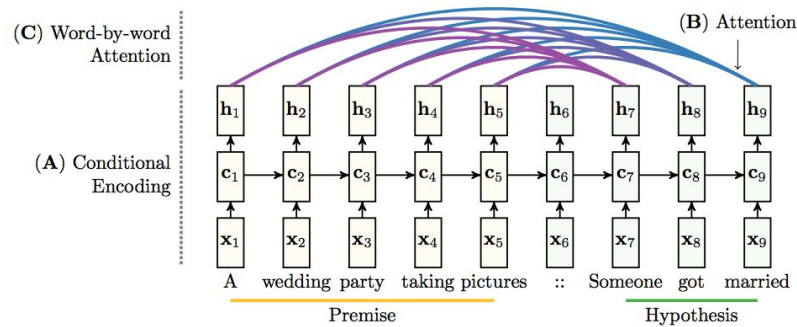 (C) Word-by-word
Attention
(B) Attention
h1 h2 h3 h4 h5 h6 h7 h8 h9
(A) Conditional
Encoding
c1 c2 c3 c4 c5 c6 c7 c8 c9
x1 x2 x3 x4 x5 x6 x7 x8 x9
A wedding party taking pictures :: Someone got married
Premise Hypothesis